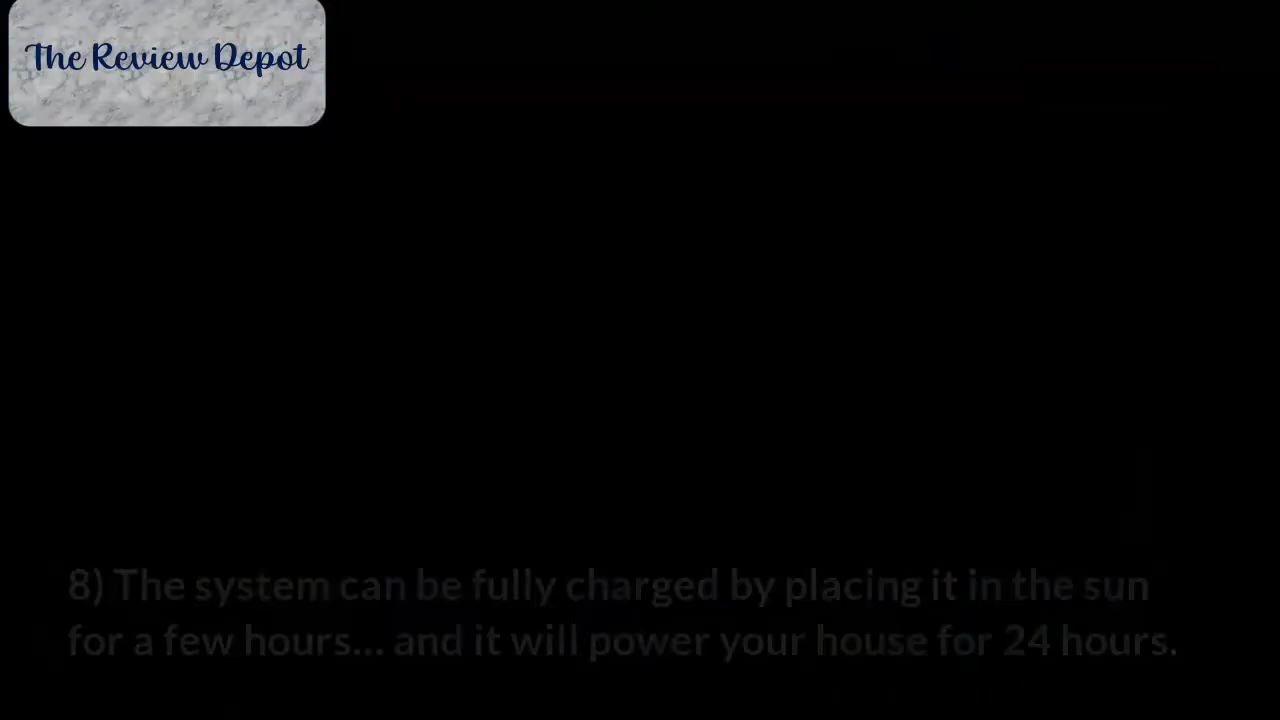 The Review Depot
8) The system can be fully charged by placing it in the sun
for a few hours... and it will power your house for 24 hours.